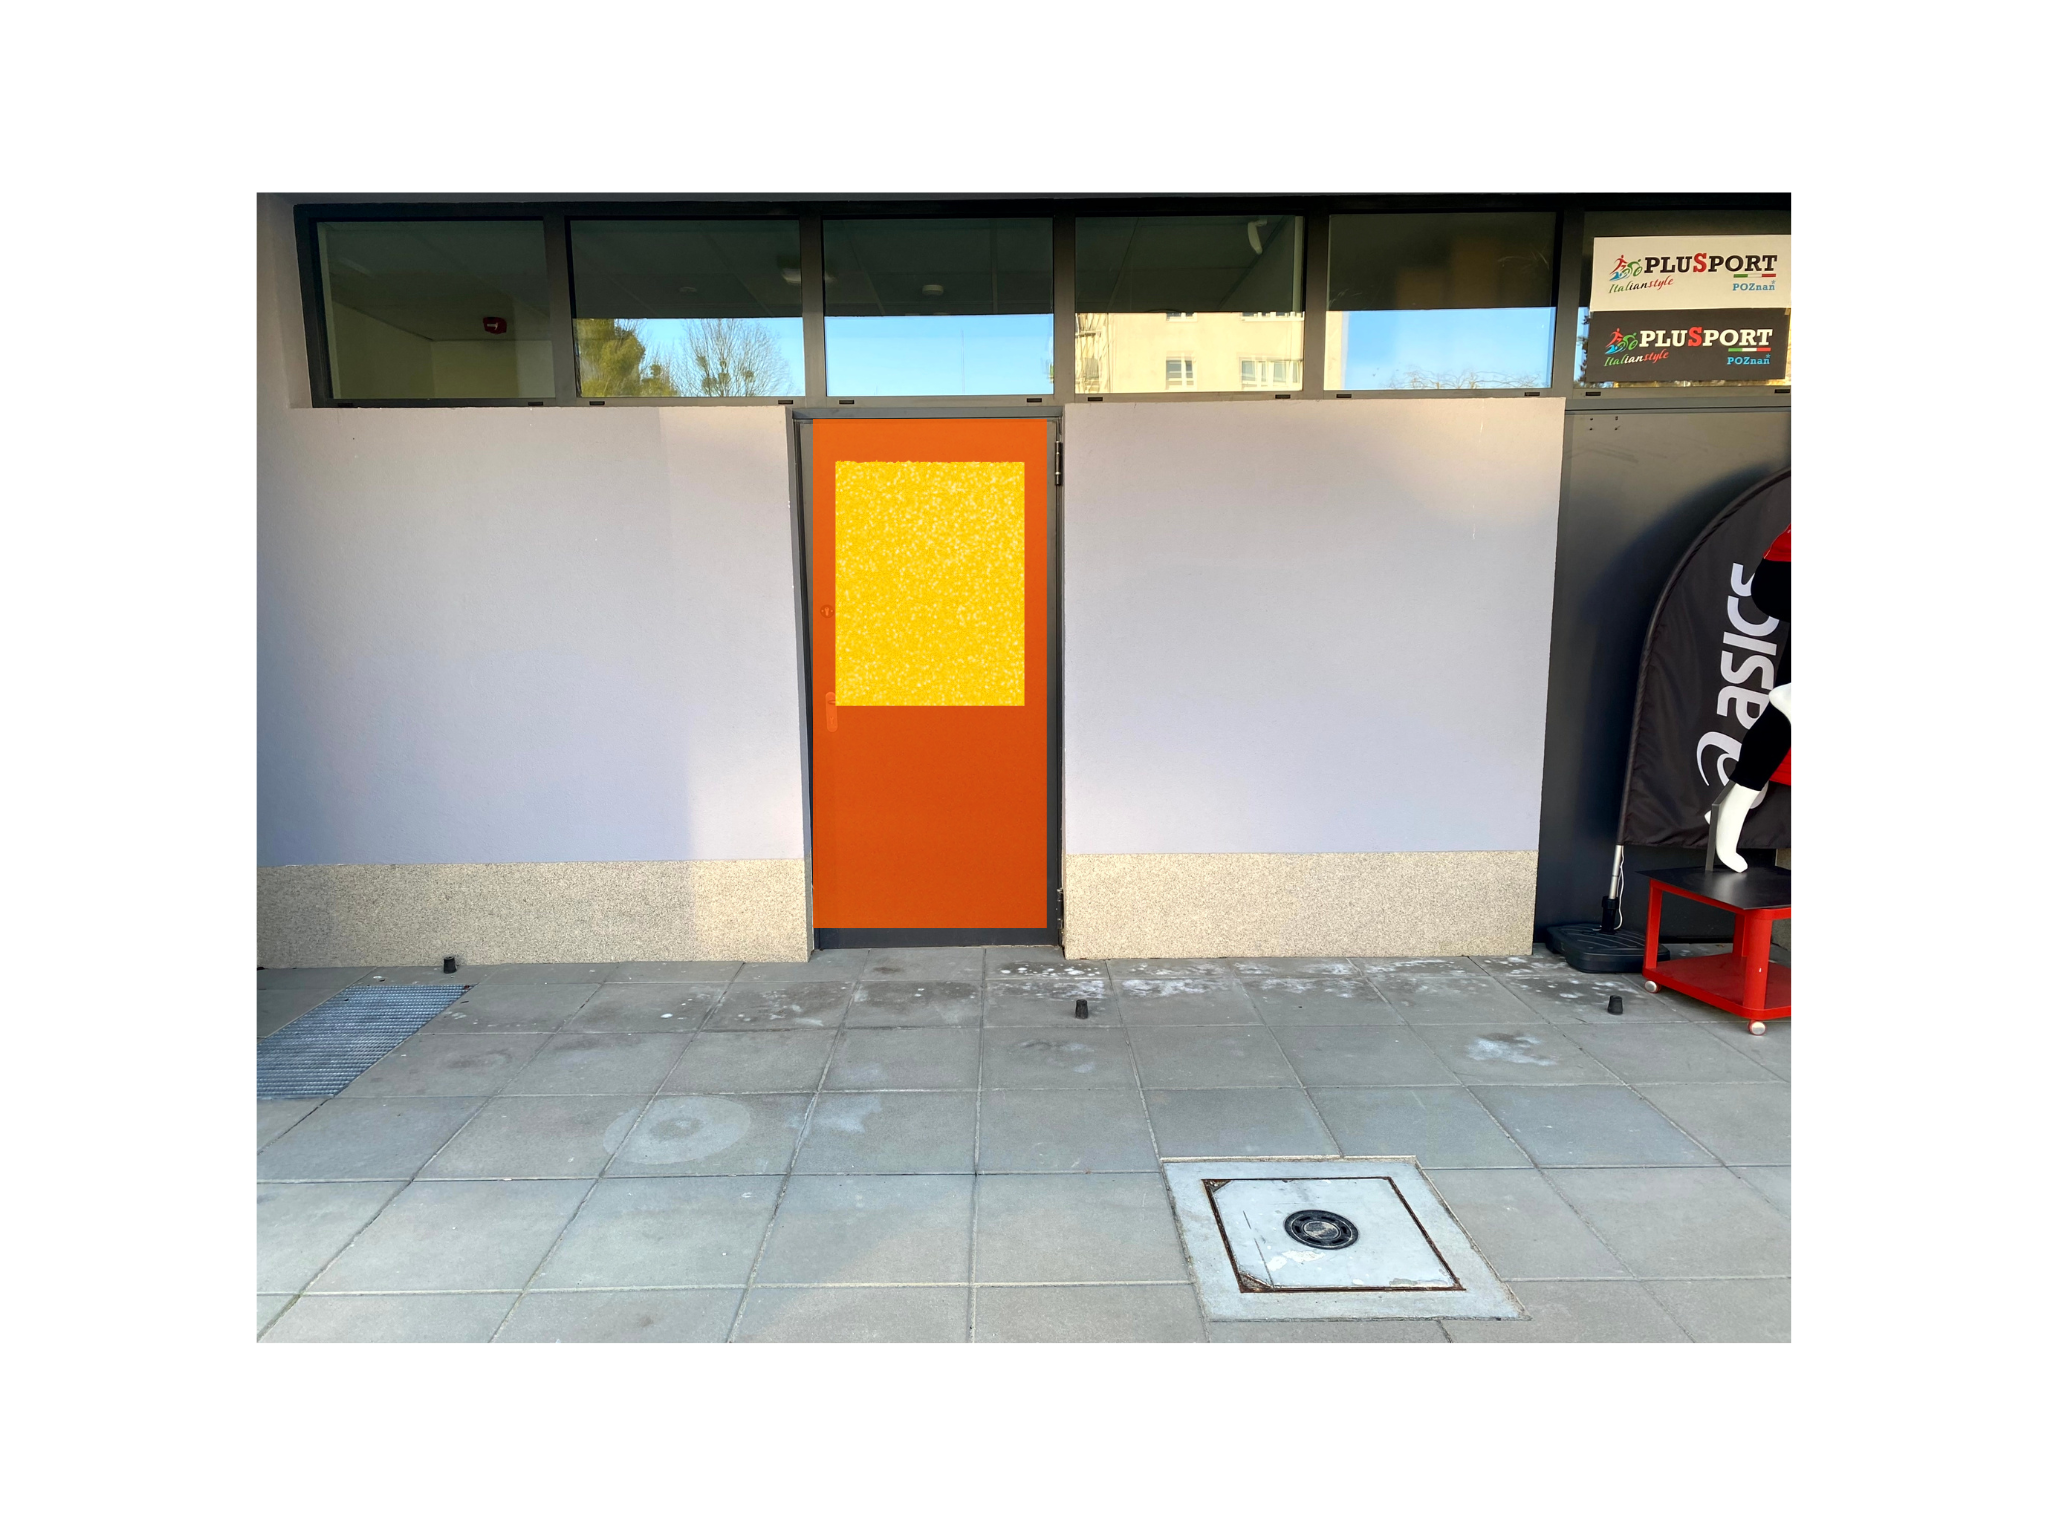 PLUSPORT
Italianstyle
POZnań
PLUSPORT
Italianstyle
POZnań
asics